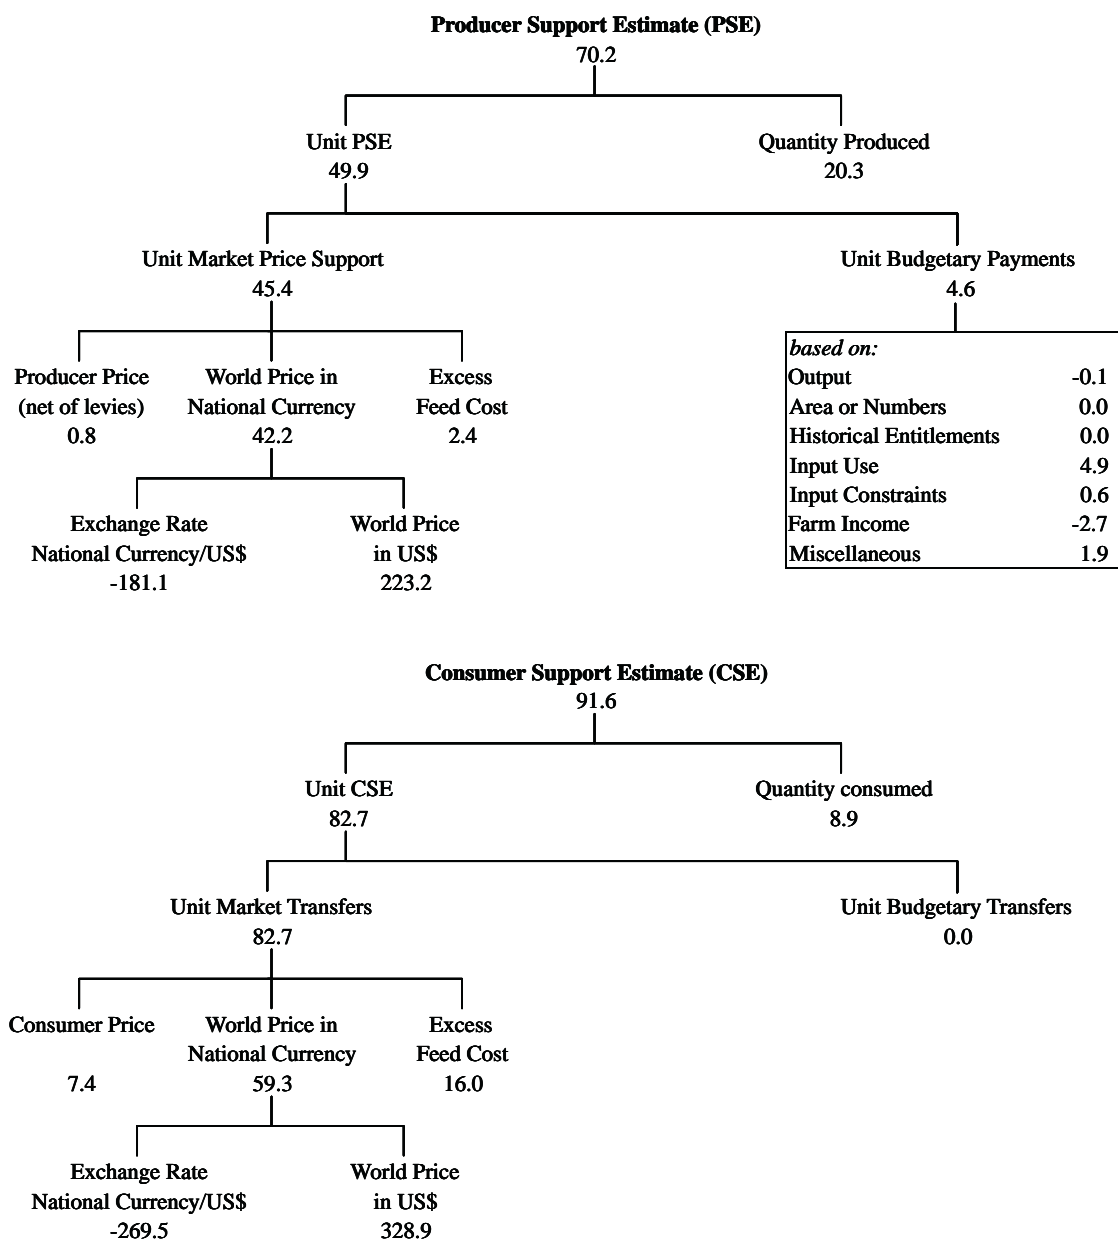 Producer Support Estimate (PSE)
70.2
Unit PSE
49.9
Quantity Produced
20.3
Unit Market Price Support
45.4
Unit Budgetary Payments
4.6
Producer Price
(net of levies)
0.8
World Price in
National Currency
42.2
Excess
Feed Cost
2.4
based on:
Output -0.1
Area or Numbers 0.0
Historical Entitlements 0.0
Input Use 4.9
Input Constraints 0.6
Farm Income -2.7
Miscellaneous 1.9
Exchange Rate
National Currency/US$
-181.1
World Price
in US$
223.2
Consumer Support Estimate (CSE)
91.6
Unit CSE
82.7
Quantity consumed
8.9
Unit Market Transfers
82.7
Unit Budgetary Transfers
0.0
Consumer Price
7.4
World Price in
National Currency
59.3
Excess
Feed Cost
16.0
Exchange Rate
National Currency/US$
-269.5
World Price
in US$
328.9